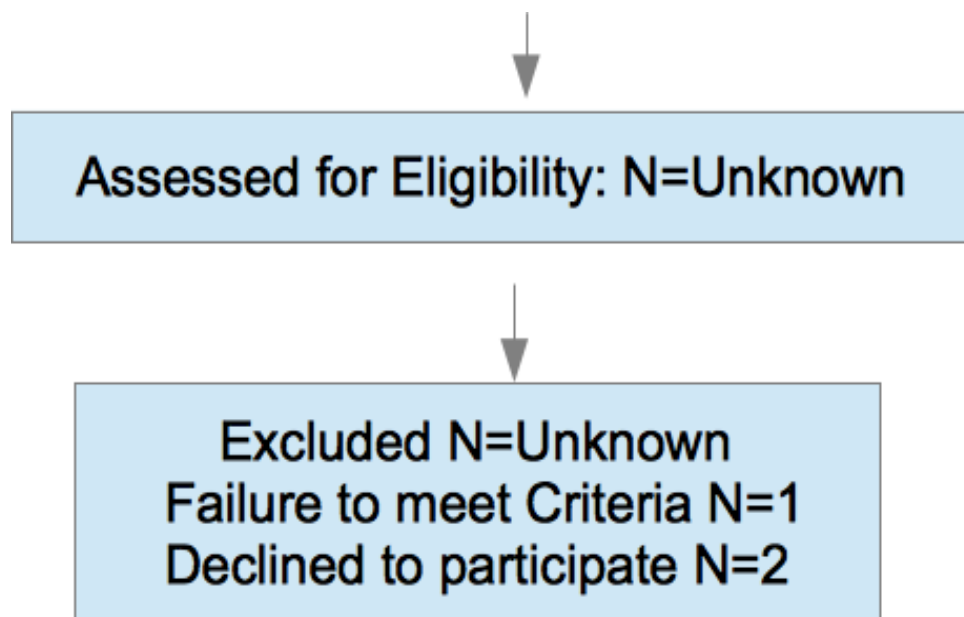 Assessed for Eligibility: N=Unknown
Excluded N=Unknown
Failure to meet Criteria N=1
Declined to participate N=2